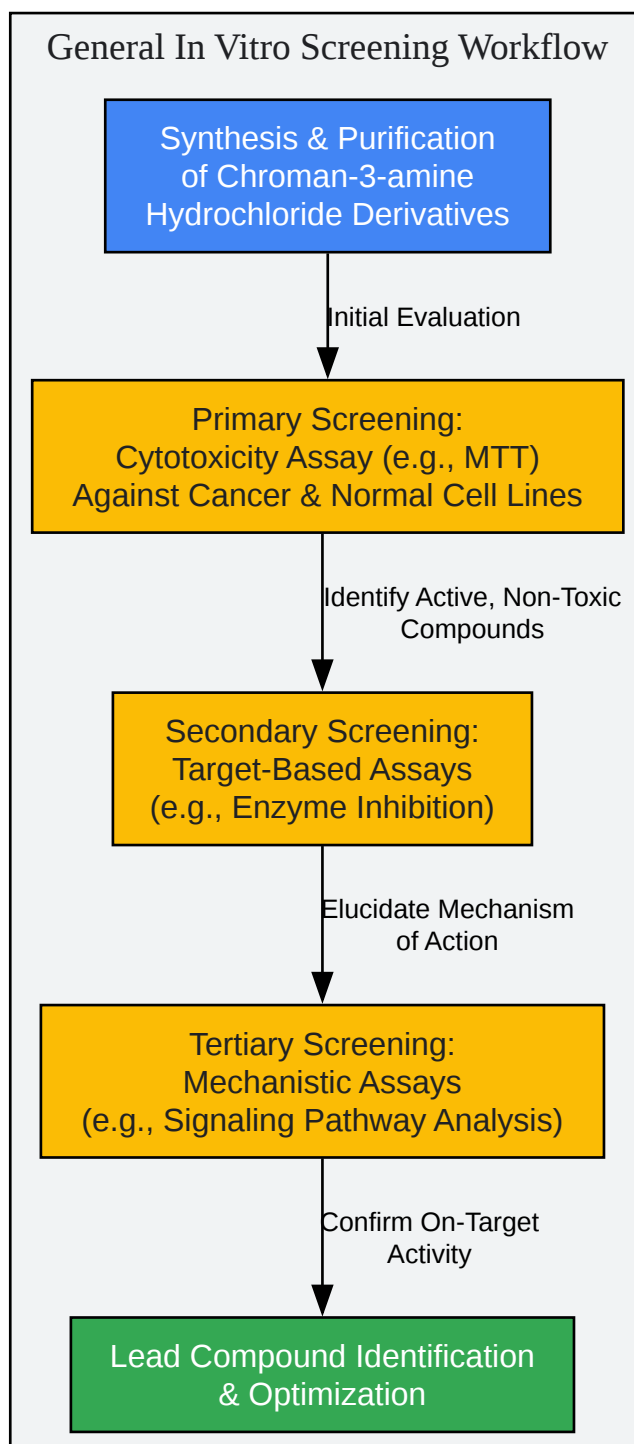 General In Vitro Screening Workflow
Synthesis & Purification
of Chroman-3-amine
Hydrochloride Derivatives
Initial Evaluation
Primary Screening:
Cytotoxicity Assay (e.g., MTT)
Against Cancer & Normal Cell Lines
Identify Active, Non-Toxic
Compounds
Secondary Screening:
Target-Based Assays
(e.g., Enzyme Inhibition)
Elucidate Mechanism
of Action
Tertiary Screening:
Mechanistic Assays
(e.g., Signaling Pathway Analysis)
Confirm On-Target
Activity
Lead Compound Identification
& Optimization